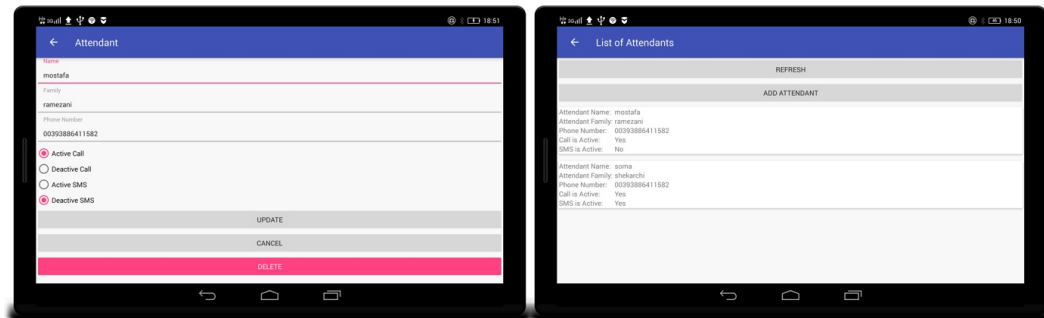 3G 18:51
Attendant
Name
mostafa
Family
ramezani
Phone Number
00393886411582
Active Call
Deactive Call
Active SMS
Deactive SMS
UPDATE
CANCEL
DELETE
3G 18:50
List of Attendants
REFRESH
ADD ATTENDANT
Attendant Name: mostafa
Attendant Family: ramezani
Phone Number: 00393886411582
Call is Active: Yes
SMS is Active: No
Attendant Name: soma
Attendant Family: shekarchi
Phone Number: 00393886411582
Call is Active: Yes
SMS is Active: Yes